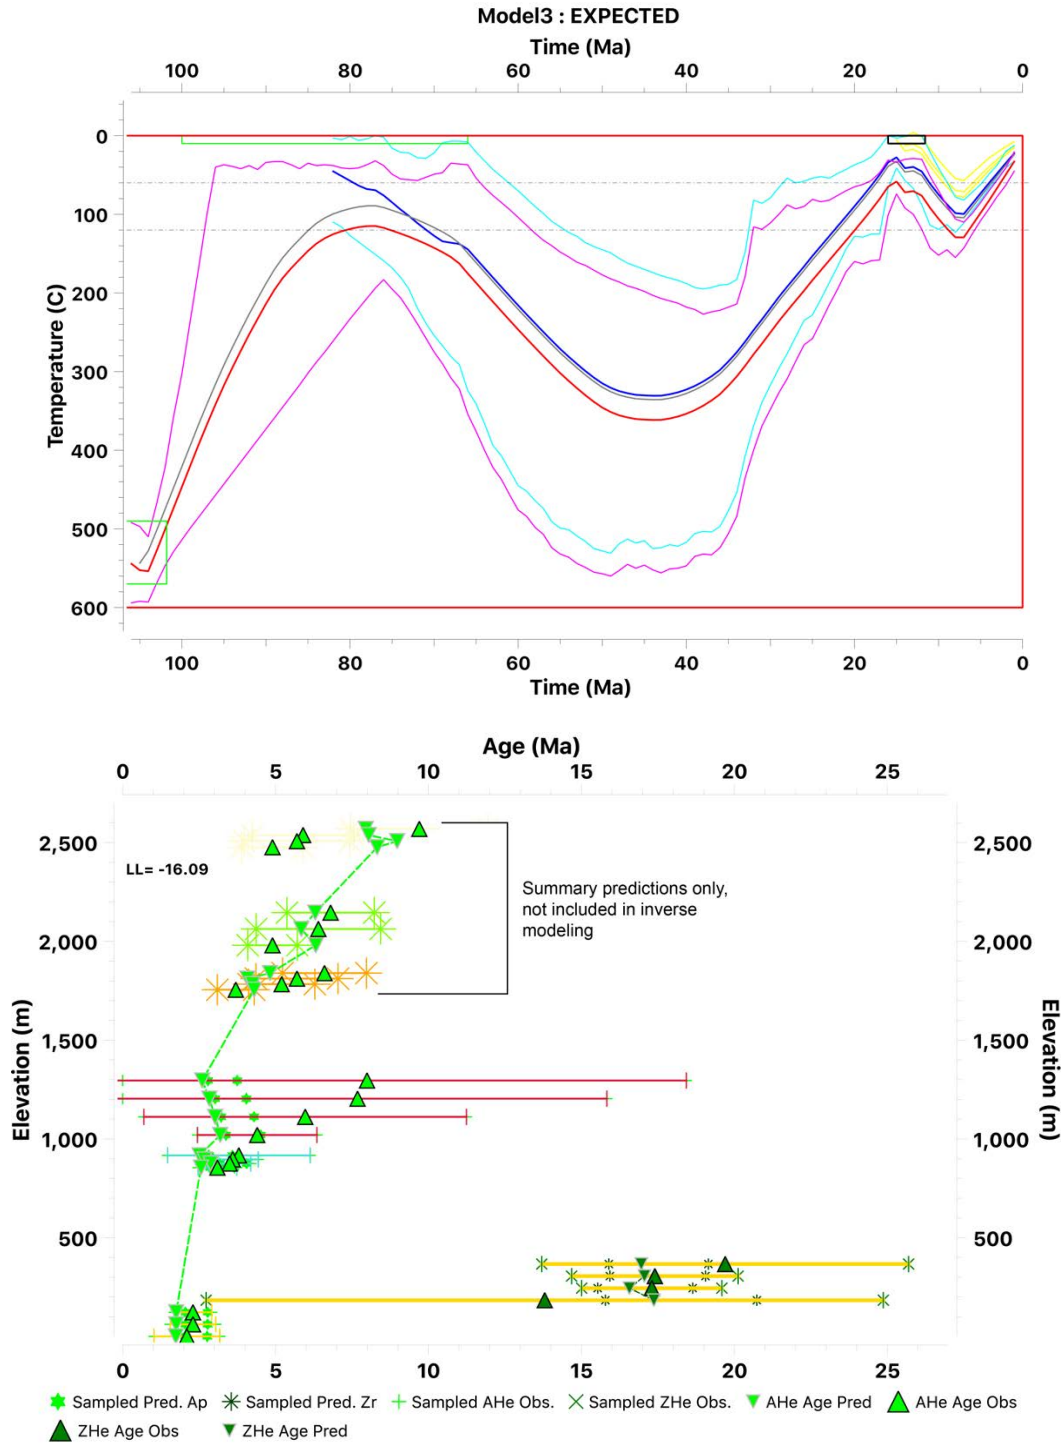 Model3 : EXPECTED
Time (Ma)
100 80 60 40 20 0
0
100
200
300
400
500
600
Temperature (C)
100 80 60 40 20 0
Time (Ma)
Age (Ma)
0 5 10 15 20 25
2,500 2,500
LL= -16.09
Summary predictions only,
not included in inverse
modeling
2,000 2,000
1,500 1,500
Elevation (m) Elevation (m)
1,000 1,000
500 500
0 5 10 15 20 25
Sampled Pred. Ap Sampled Pred. Zr Sampled AHe Obs. Sampled ZHe Obs. AHe Age Pred AHe Age Obs
ZHe Age Obs ZHe Age Pred